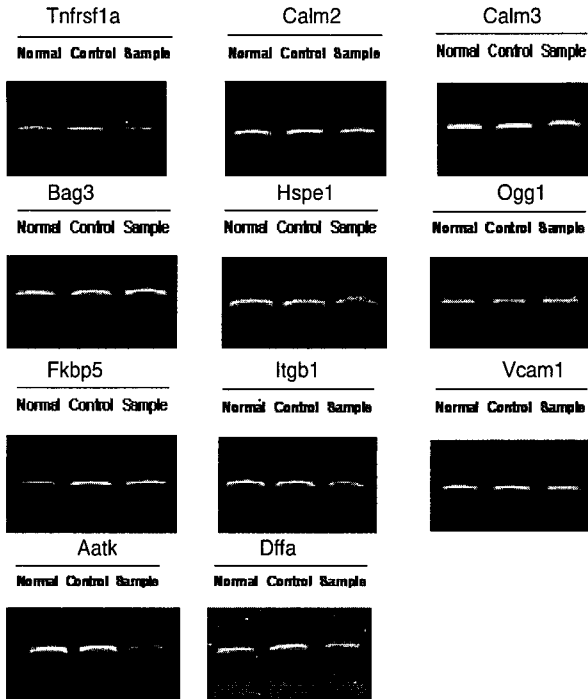 Tnfrsf1a Calm2 Calm3
Normal Control Sample Normal Control Sample Normal Control Sample
Bag3 Hspe1 Ogg1
Normal Control Sample Normal Control Sample Normal Control Sample
Fkbp5 Itgb1 Vcam1
Normal Control Sample Normal Control Sample Normal Control Sample
Aatk Dffa
Normal Control Sample Normal Control Sample